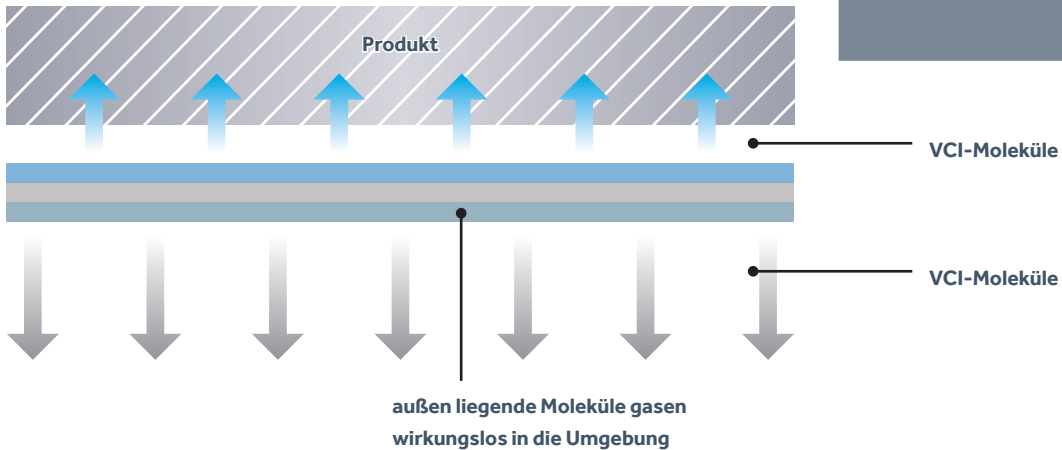 Produkt
VCI-Moleküle
VCI-Moleküle
außen liegende Moleküle gasen
wirkungslos in die Umgebung